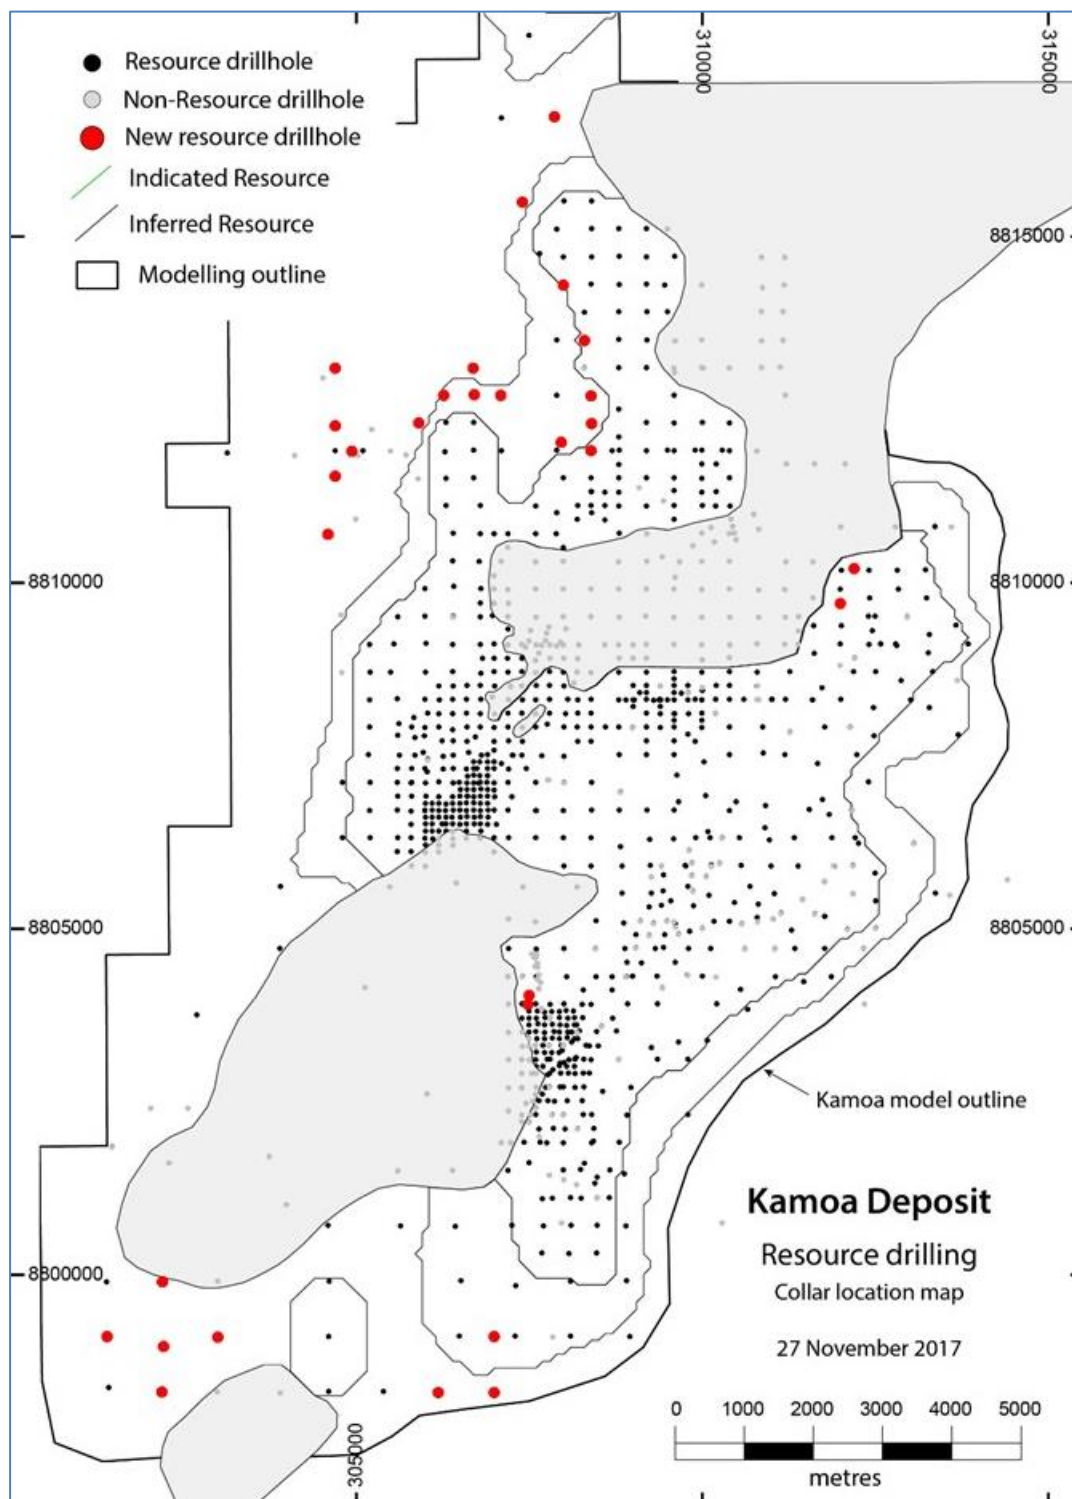 310000
315000
Resource drillhole
Non-Resource drillhole
New resource drillhole
Indicated Resource
Inferred Resource
Modelling outline
8815000
8810000
8810000
8805000
8805000
Kamoa model outline
Kamoa Deposit
Resource drilling
Collar location map
8800000
27 November 2017
0 1000 2000 3000 4000 5000
metres
305000